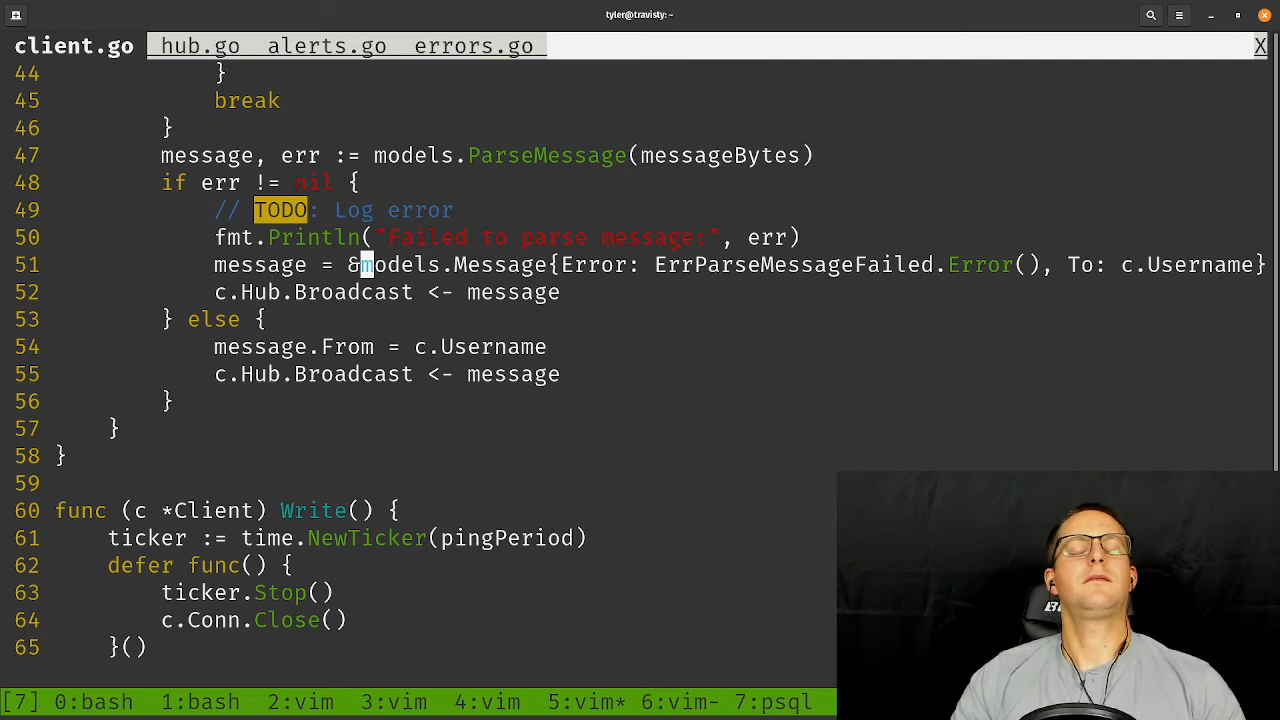 tyler@travisty: ~
client.go hub.go alerts.go errors.go X
44 }
45 break
46 }
47 message, err := models.ParseMessage(messageBytes)
48 if err != nil {
49 // TODO: Log error
50 fmt.Println("Failed to parse message:", err)
51 message = &models.Message{Error: ErrParseMessageFailed.Error(), To: c.Username}
52 c.Hub.Broadcast <- message
53 } else {
54 message.From = c.Username
55 c.Hub.Broadcast <- message
56 }
57 }
58 }
59
60 func (c *Client) Write() {
61 ticker := time.NewTicker(pingPeriod)
62 defer func() {
63 ticker.Stop()
64 c.Conn.Close()
65 }()
[7] 0:bash 1:bash 2:vim 3:vim 4:vim 5:vim* 6:vim- 7:psql